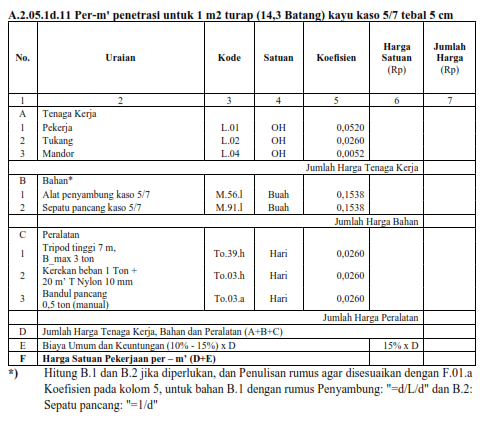 A.2.05.1d.11 Per-m' penetrasi untuk 1 m2 turap (14,3 Batang) kayu kaso 5/7 tebal 5 cm
No. Uraian Kode Satuan Koefisien Harga Satuan (Rp) Jumlah Harga (Rp)
1 2 3 4 5 6 7
A Tenaga Kerja
1 Pekerja L.01 OH 0,0520
2 Tukang L.02 OH 0,0260
3 Mandor L.04 OH 0,0052
Jumlah Harga Tenaga Kerja
B Bahan*
1 Alat penyambung kaso 5/7 M.56.l Buah 0,1538
2 Sepatu pancang kaso 5/7 M.91.l Buah 0,1538
Jumlah Harga Bahan
C Peralatan
1 Tripod tinggi 7 m, B_max 3 ton To.39.h Hari 0,0260
2 Kerekan beban 1 Ton + 20 m' T Nylon 10 mm To.03.h Hari 0,0260
3 Bandul pancang 0,5 ton (manual) To.03.a Hari 0,0260
Jumlah Harga Peralatan
D Jumlah Harga Tenaga Kerja, Bahan dan Peralatan (A+B+C)
E Biaya Umum dan Keuntungan (10% - 15%) x D 15% x D
F Harga Satuan Pekerjaan per – m' (D+E)
*) Hitung B.1 dan B.2 jika diperlukan, dan Penulisan rumus agar disesuaikan dengan F.01.a
Koefisien pada kolom 5, untuk bahan B.1 dengan rumus Penyambung: "=d/L/d" dan B.2:
Sepatu pancang: "=1/d"